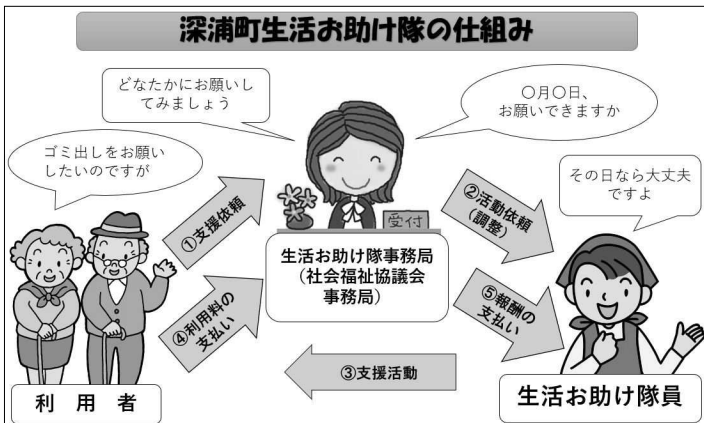 深浦町生活お助け隊の仕組み
どなたかにお願いし
てみましょう
〇月〇日、
お願いできますか
ゴミ出しをお願い
したいのですが
その日なら大丈夫
ですよ
①支援依頼
受付
②活動依頼
(調整)
生活お助け隊事務局
(社会福祉協議会
事務局)
④利用料の
支払い
⑤報酬の
支払い
③支援活動
利用者
生活お助け隊員